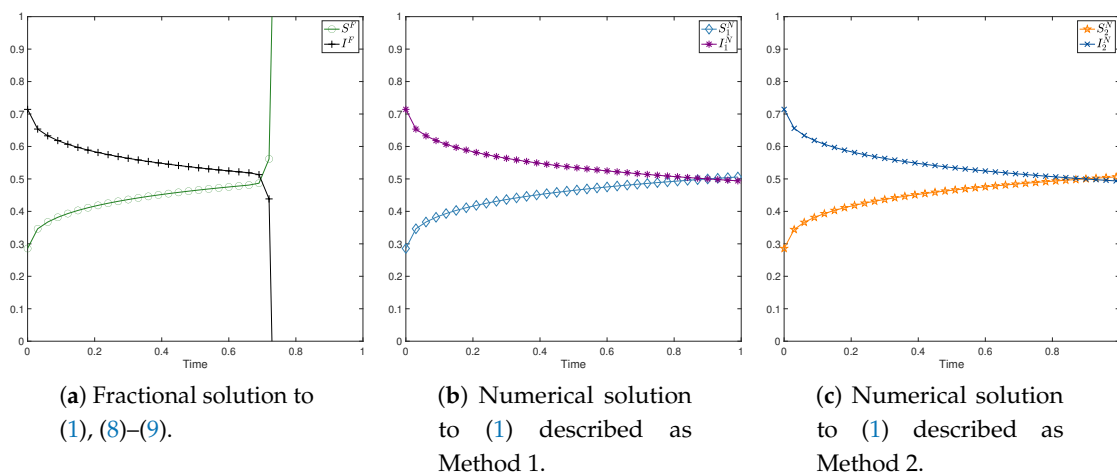 1
0.9
0.8
0.7
0.6
0.5
0.4
0.3
0.2
0.1
0
0 0.2 0.4 0.6 0.8 1
Time
S^F
I^F
(a) Fractional solution to
(1), (8)–(9).
1
0.9
0.8
0.7
0.6
0.5
0.4
0.3
0.2
0.1
0
0 0.2 0.4 0.6 0.8 1
Time
S_1^N
I_1^N
(b) Numerical solution
to (1) described as
Method 1.
1
0.9
0.8
0.7
0.6
0.5
0.4
0.3
0.2
0.1
0
0 0.2 0.4 0.6 0.8
Time
S_2^N
I_2^N
(c) Numerical solution
to (1) described as
Method 2.